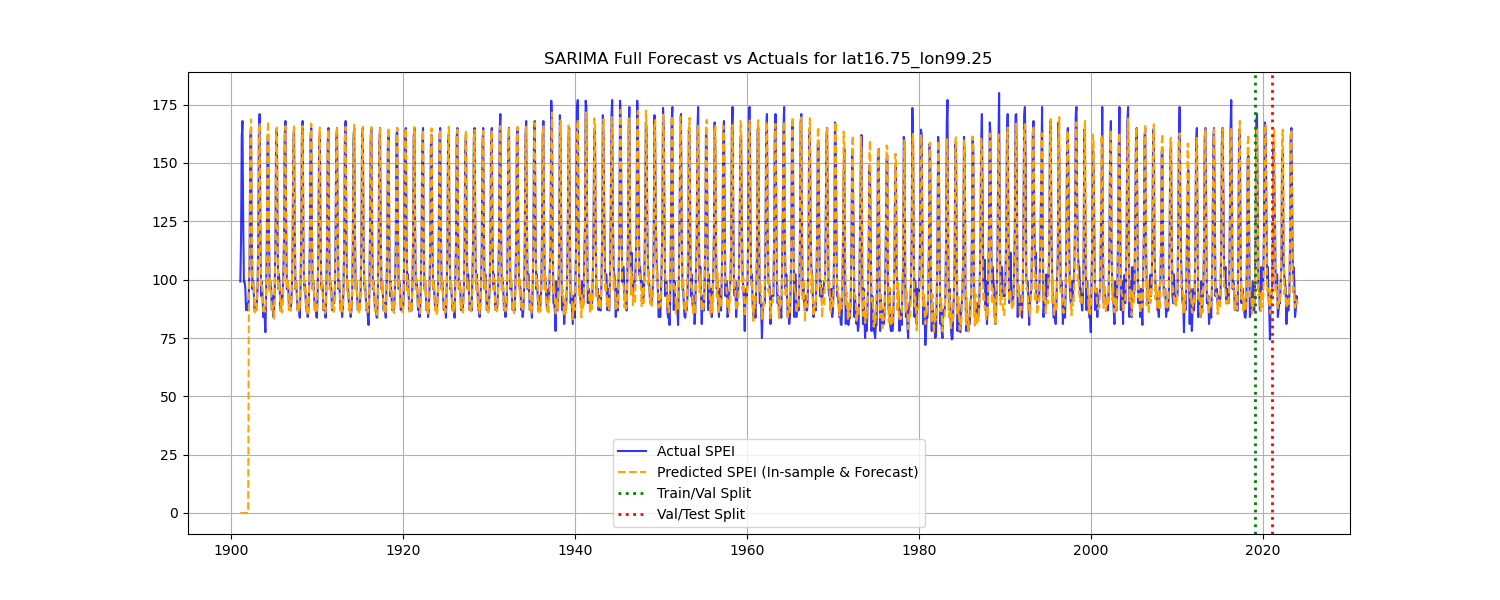 SARIMA Full Forecast vs Actuals for lat16.75_lon99.25
175
150
125
100
75
50
25
0
Actual SPEI
Predicted SPEI (In-sample & Forecast)
Train/Val Split
Val/Test Split
1900 1920 1940 1960 1980 2000 2020